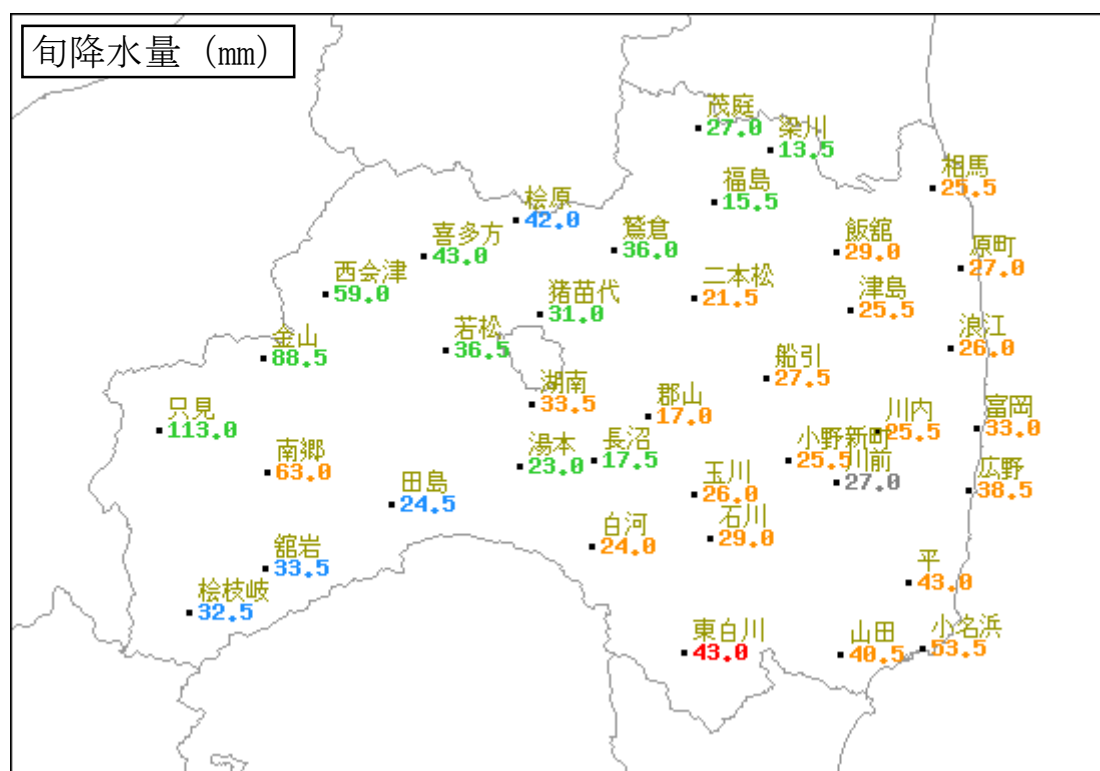 旬降水量 (mm)
茂庭
27.0
梁川
13.5
相馬
25.5
福島
15.5
桧原
42.0
鷲倉
36.0
喜多方
43.0
飯舘
29.0
原町
27.0
西会津
59.0
二本松
21.5
猪苗代
31.0
津島
25.5
金山
88.5
若松
36.5
浪江
26.0
船引
27.5
湖南
33.5
郡山
17.0
只見
113.0
川内
25.5
富岡
33.0
南郷
63.0
湯本
23.0
長沼
17.5
小野新町
25.5
川前
27.0
玉川
26.0
広野
38.5
田島
24.5
石川
29.0
白河
24.0
舘岩
33.5
平
43.0
桧枝岐
32.5
東白川
43.0
山田
40.5
小名浜
53.5